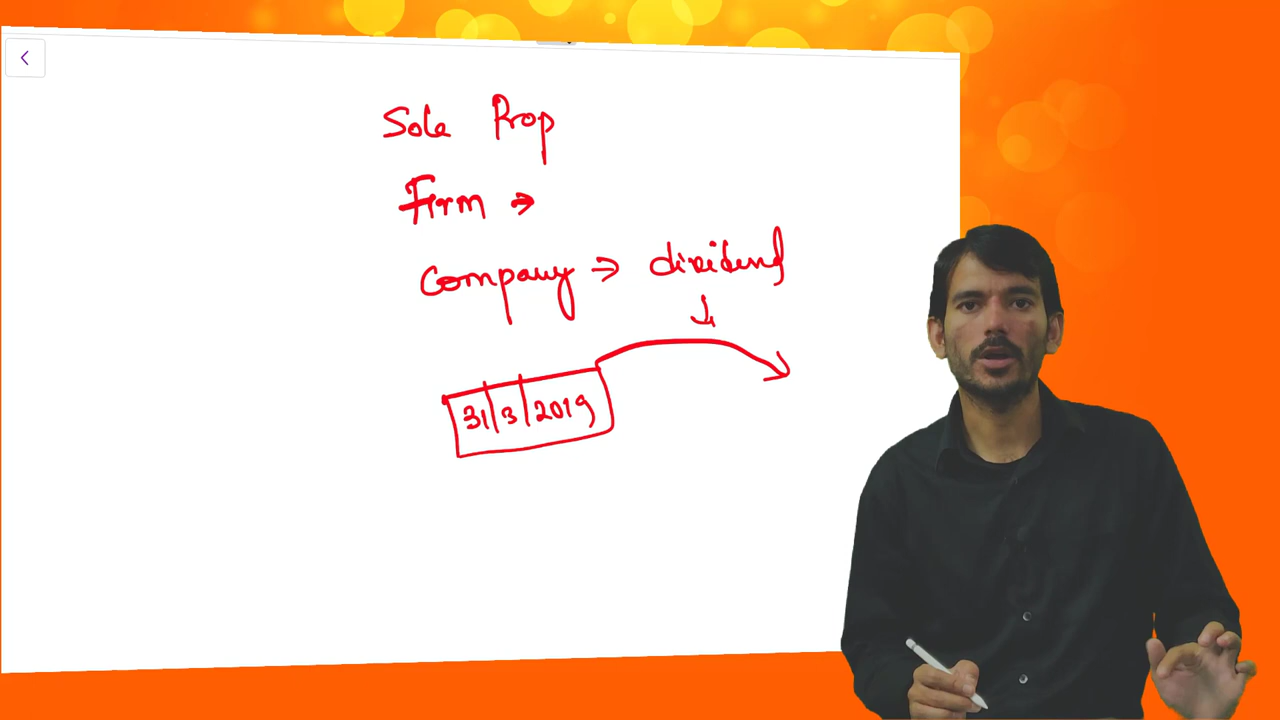 Sole Prop
Firm →
Company → dividend
↓
31|3|2019